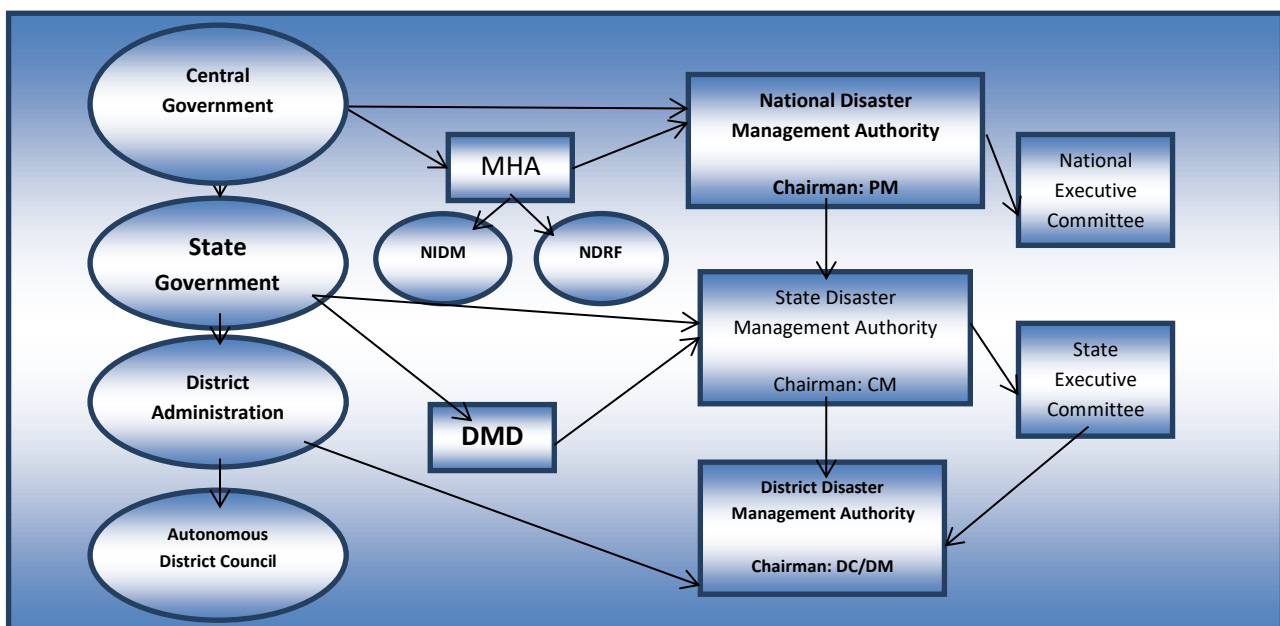 Central
Government
National Disaster
Management Authority
Chairman: PM
MHA
National
Executive
Committee
State
Government
NIDM
NDRF
State Disaster
Management Authority
Chairman: CM
State
Executive
Committee
District
Administration
DMD
District Disaster
Management Authority
Chairman: DC/DM
Autonomous
District Council